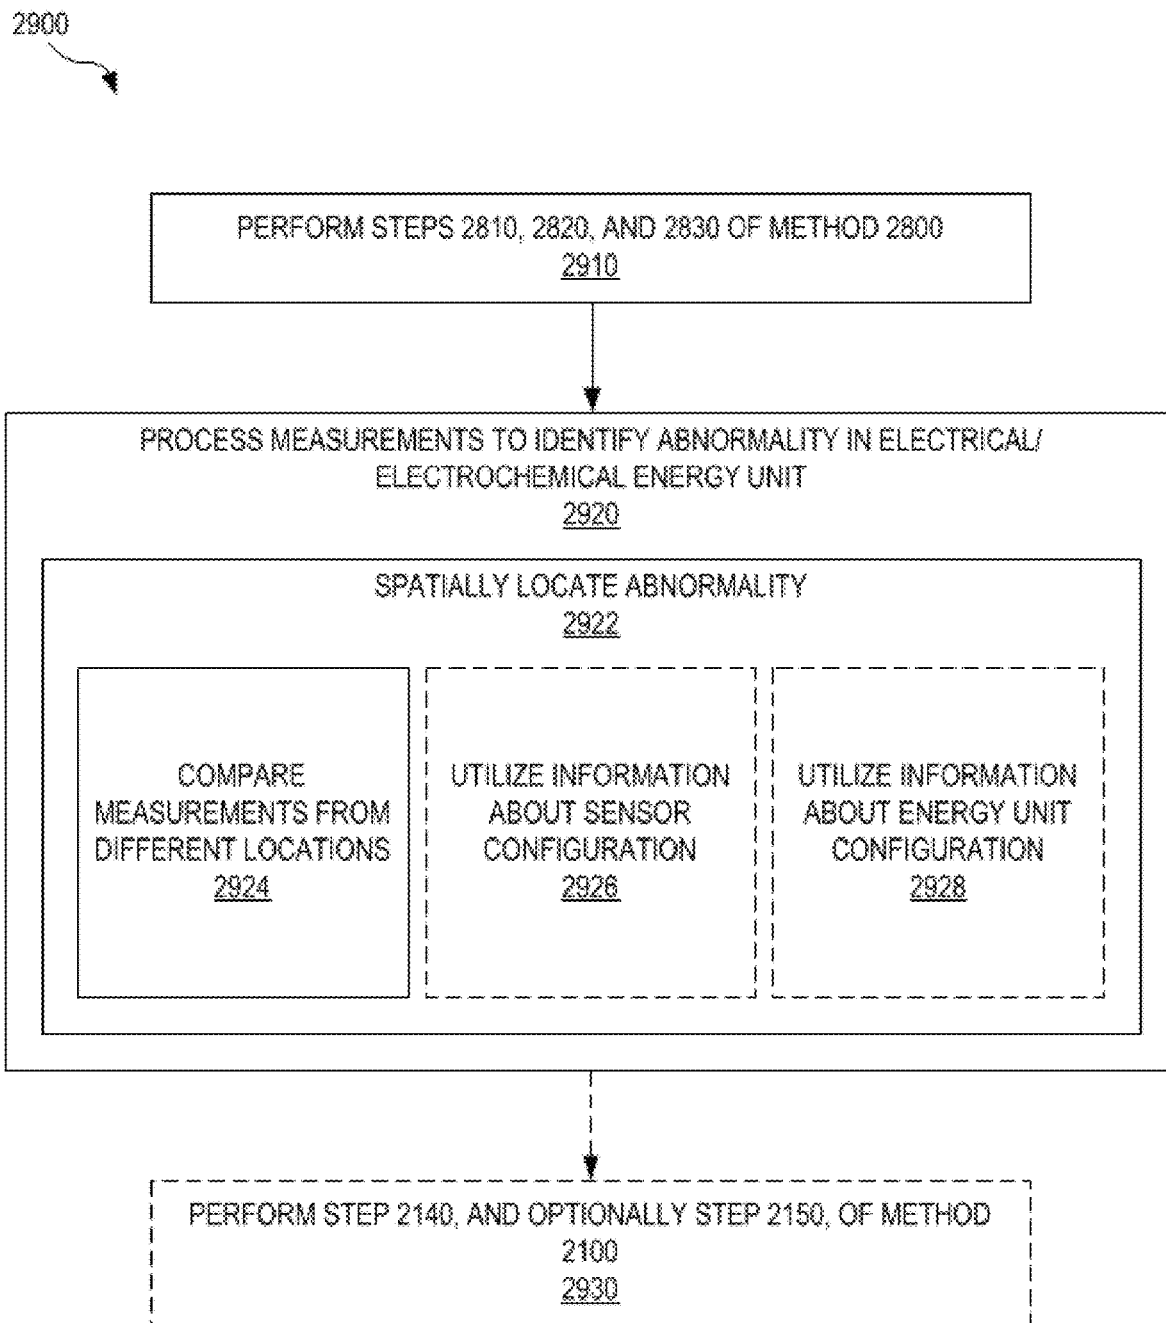 2900
PERFORM STEPS 2810, 2820, AND 2830 OF METHOD 2800
2910
PROCESS MEASUREMENTS TO IDENTIFY ABNORMALITY IN ELECTRICAL/
ELECTROCHEMICAL ENERGY UNIT
2920
SPATIALLY LOCATE ABNORMALITY
2922
COMPARE
MEASUREMENTS FROM
DIFFERENT LOCATIONS
2924
UTILIZE INFORMATION
ABOUT SENSOR
CONFIGURATION
2926
UTILIZE INFORMATION
ABOUT ENERGY UNIT
CONFIGURATION
2928
PERFORM STEP 2140, AND OPTIONALLY STEP 2150, OF METHOD
2100
2930